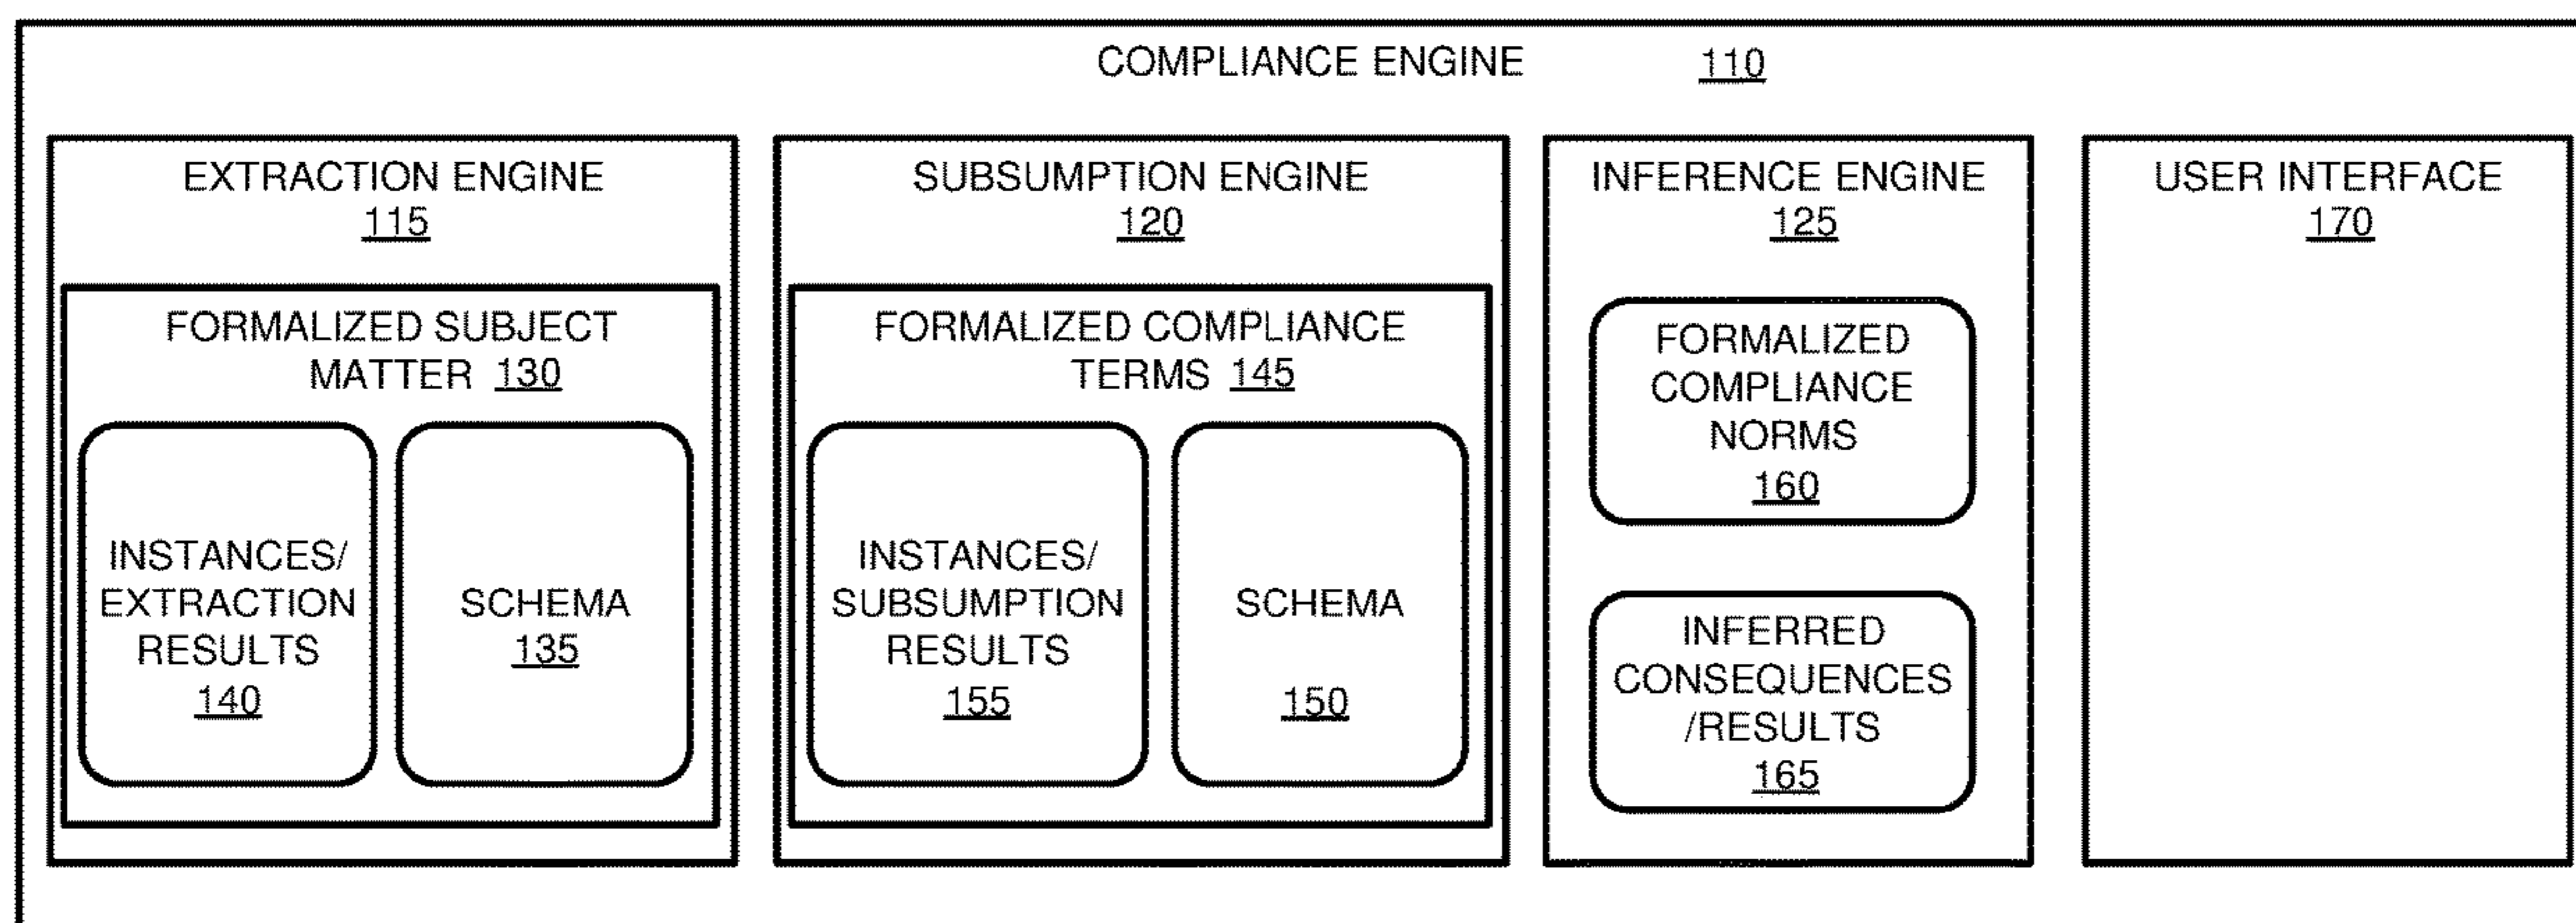 COMPLIANCE ENGINE 110
EXTRACTION ENGINE
115
FORMALIZED SUBJECT
MATTER 130
INSTANCES/
EXTRACTION
RESULTS
140
SCHEMA
135
SUBSUMPTION ENGINE
120
FORMALIZED COMPLIANCE
TERMS 145
INSTANCES/
SUBSUMPTION
RESULTS
155
SCHEMA
150
INFERENCE ENGINE
125
FORMALIZED
COMPLIANCE
NORMS
160
INFERRED
CONSEQUENCES
/RESULTS
165
USER INTERFACE
170